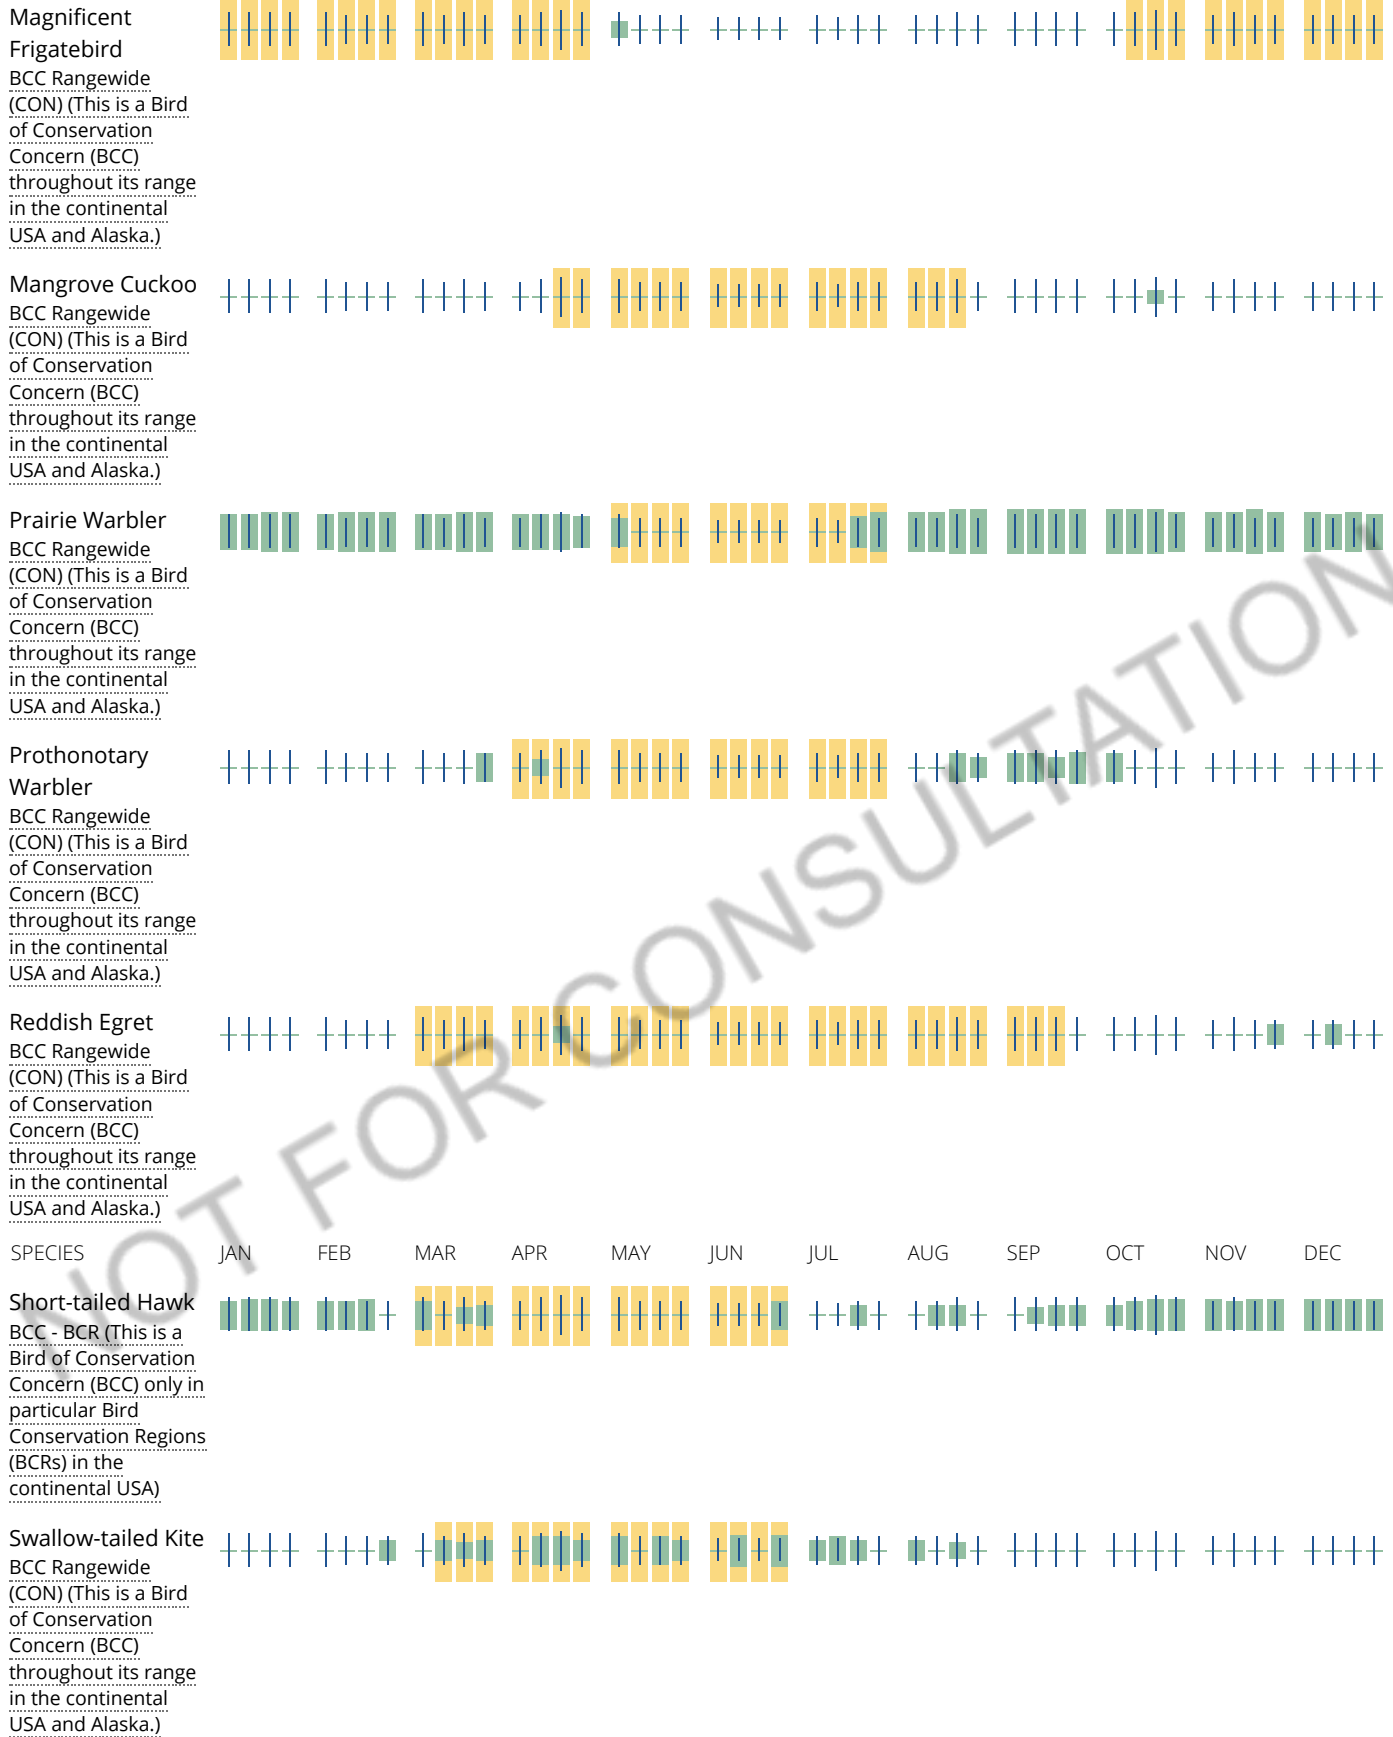 Magnificent
Frigatebird
BCC Rangewide
(CON) (This is a Bird
of Conservation
Concern (BCC)
throughout its range
in the continental
USA and Alaska.)
Mangrove Cuckoo
BCC Rangewide
(CON) (This is a Bird
of Conservation
Concern (BCC)
throughout its range
in the continental
USA and Alaska.)
Prairie Warbler
BCC Rangewide
(CON) (This is a Bird
of Conservation
Concern (BCC)
throughout its range
in the continental
USA and Alaska.)
Prothonotary
Warbler
BCC Rangewide
(CON) (This is a Bird
of Conservation
Concern (BCC)
throughout its range
in the continental
USA and Alaska.)
Reddish Egret
BCC Rangewide
(CON) (This is a Bird
of Conservation
Concern (BCC)
throughout its range
in the continental
USA and Alaska.)
SPECIES JAN FEB MAR APR MAY JUN JUL AUG SEP OCT NOV DEC
Short-tailed Hawk
BCC - BCR (This is a
Bird of Conservation
Concern (BCC) only in
particular Bird
Conservation Regions
(BCRs) in the
continental USA)
Swallow-tailed Kite
BCC Rangewide
(CON) (This is a Bird
of Conservation
Concern (BCC)
throughout its range
in the continental
USA and Alaska.)
NOT FOR CONSULTATION